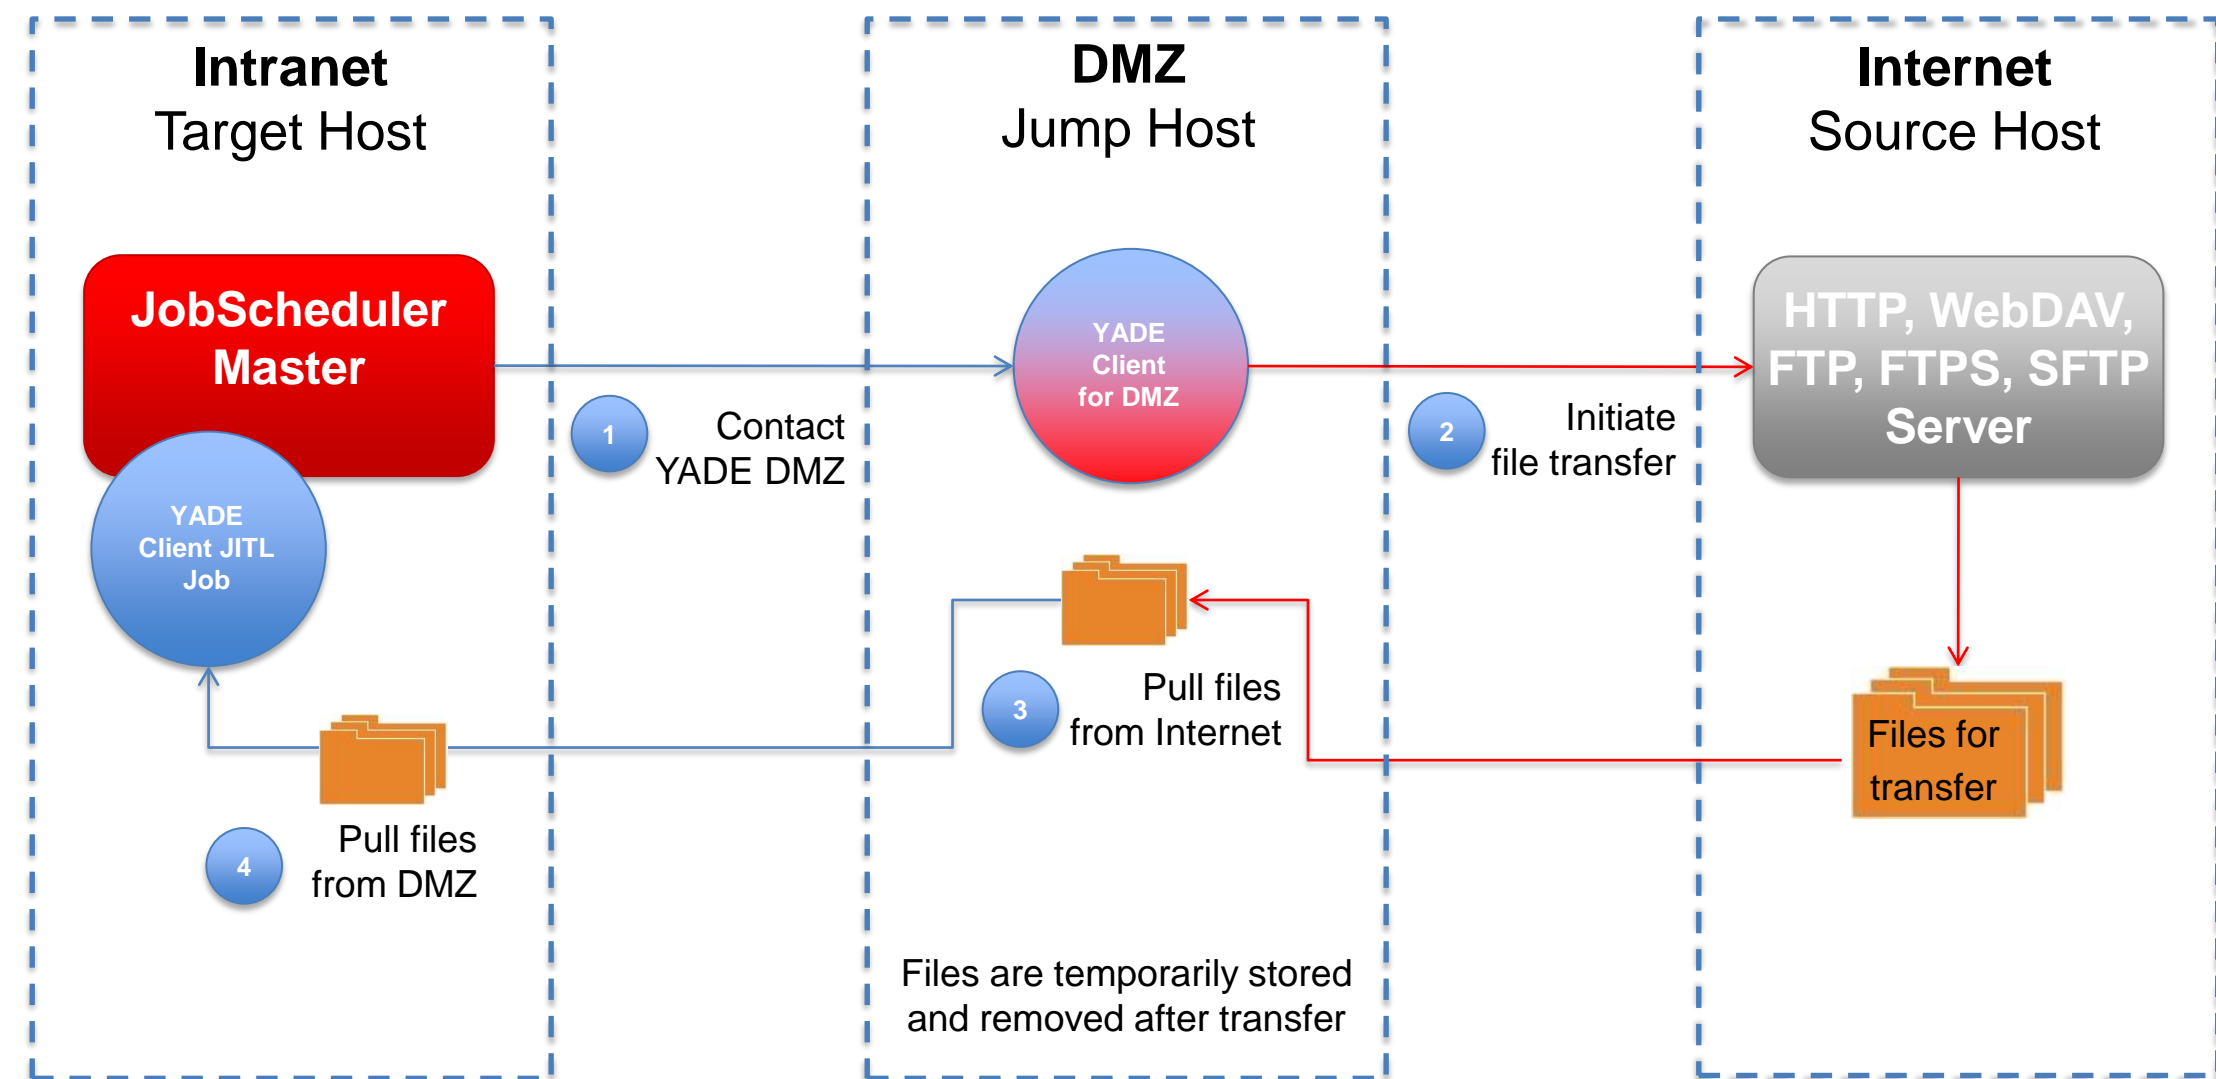 Intranet
Target Host
DMZ
Jump Host
Internet
Source Host
JobScheduler
Master
YADE
Client JITL
Job
1
Contact
YADE DMZ
YADE
Client
for DMZ
2
Initiate
file transfer
HTTP, WebDAV,
FTP, FTPS, SFTP
Server
Files for
transfer
3
Pull files
from Internet
4
Pull files
from DMZ
Files are temporarily stored
and removed after transfer